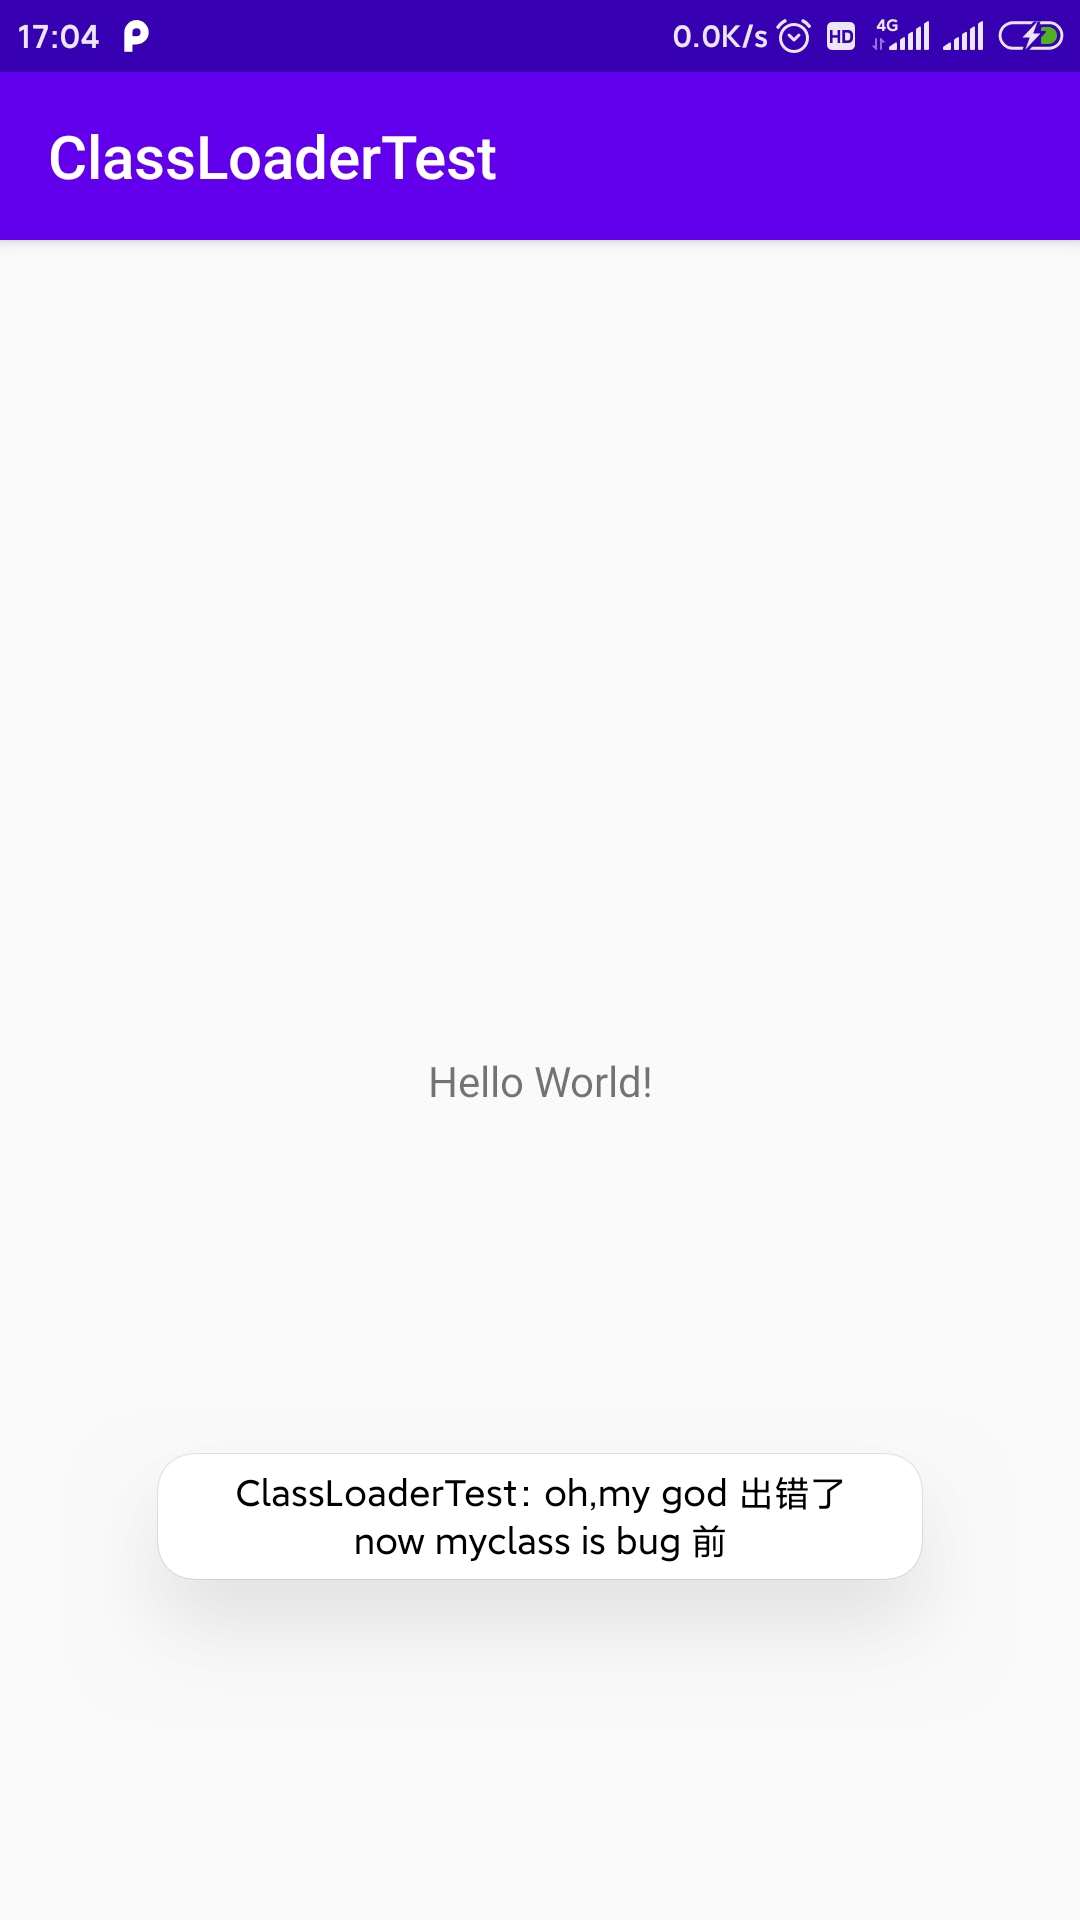 17:04 0.0K/s HD 4G
ClassLoaderTest
Hello World!
ClassLoaderTest: oh,my god 出错了
now myclass is bug 前